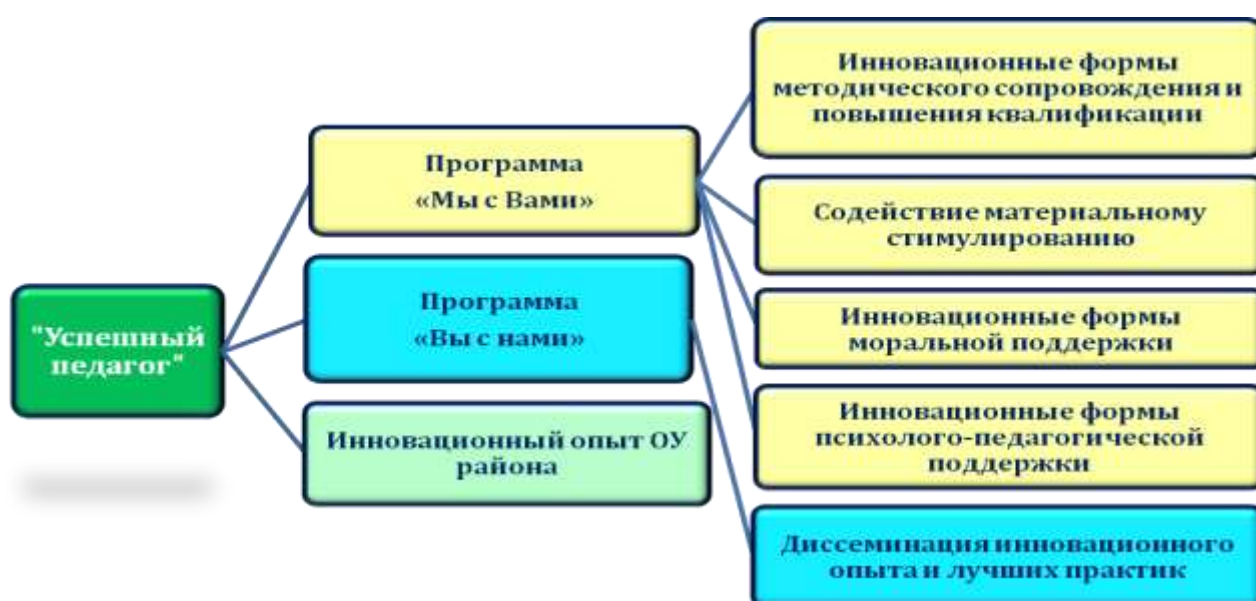 "Успешный
педагог"
Программа
«Мы с Вами»
Программа
«Вы с нами»
Инновационный опыт ОУ
района
Инновационные формы
методического сопровождения и
повышения квалификации
Содействие материальному
стимулированию
Инновационные формы
моральной поддержки
Инновационные формы
психолого-педагогической
поддержки
Диссеминация инновационного
опыта и лучших практик